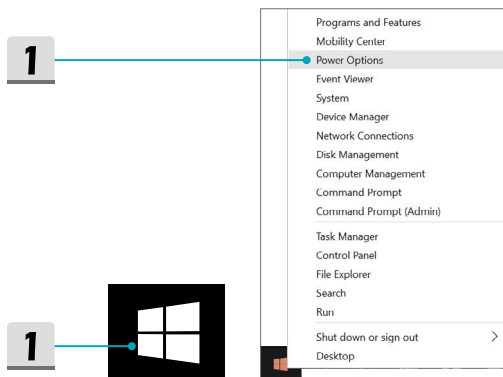 1
Programs and Features
Mobility Center
Power Options
Event Viewer
System
Device Manager
Network Connections
Disk Management
Computer Management
Command Prompt
Command Prompt (Admin)
Task Manager
Control Panel
File Explorer
Search
Run
Shut down or sign out
Desktop
1